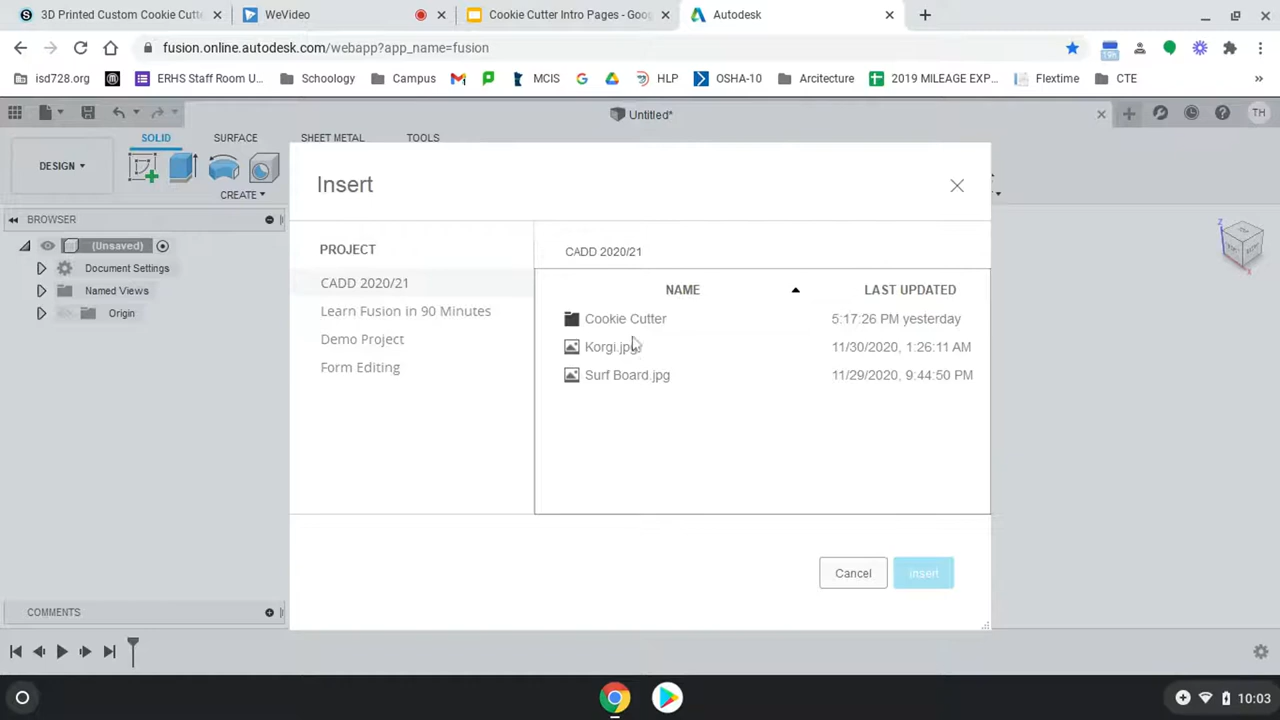 3D Printed Custom Cookie Cutt
WeVideo
Cookie Cutter Intro Pages - Goog
Autodesk
fusion.online.autodesk.com/webapp?app_name=fusion
isd728.org
ERHS Staff Room U...
Schoology
Campus
MCIS
HLP
OSHA-10
Arcitecture
2019 MILEAGE EXP...
Flextime
CTE
»
Untitled*
TH
SOLID
SURFACE
SHEET METAL
TOOLS
DESIGN
CREATE
BROWSER
(Unsaved)
Document Settings
Named Views
Origin
Insert
PROJECT
CADD 2020/21
Learn Fusion in 90 Minutes
Demo Project
Form Editing
CADD 2020/21
NAME
LAST UPDATED
Cookie Cutter
5:17:26 PM yesterday
Korgi.jpg
11/30/2020, 1:26:11 AM
Surf Board.jpg
11/29/2020, 9:44:50 PM
Cancel
Insert
COMMENTS
10:03